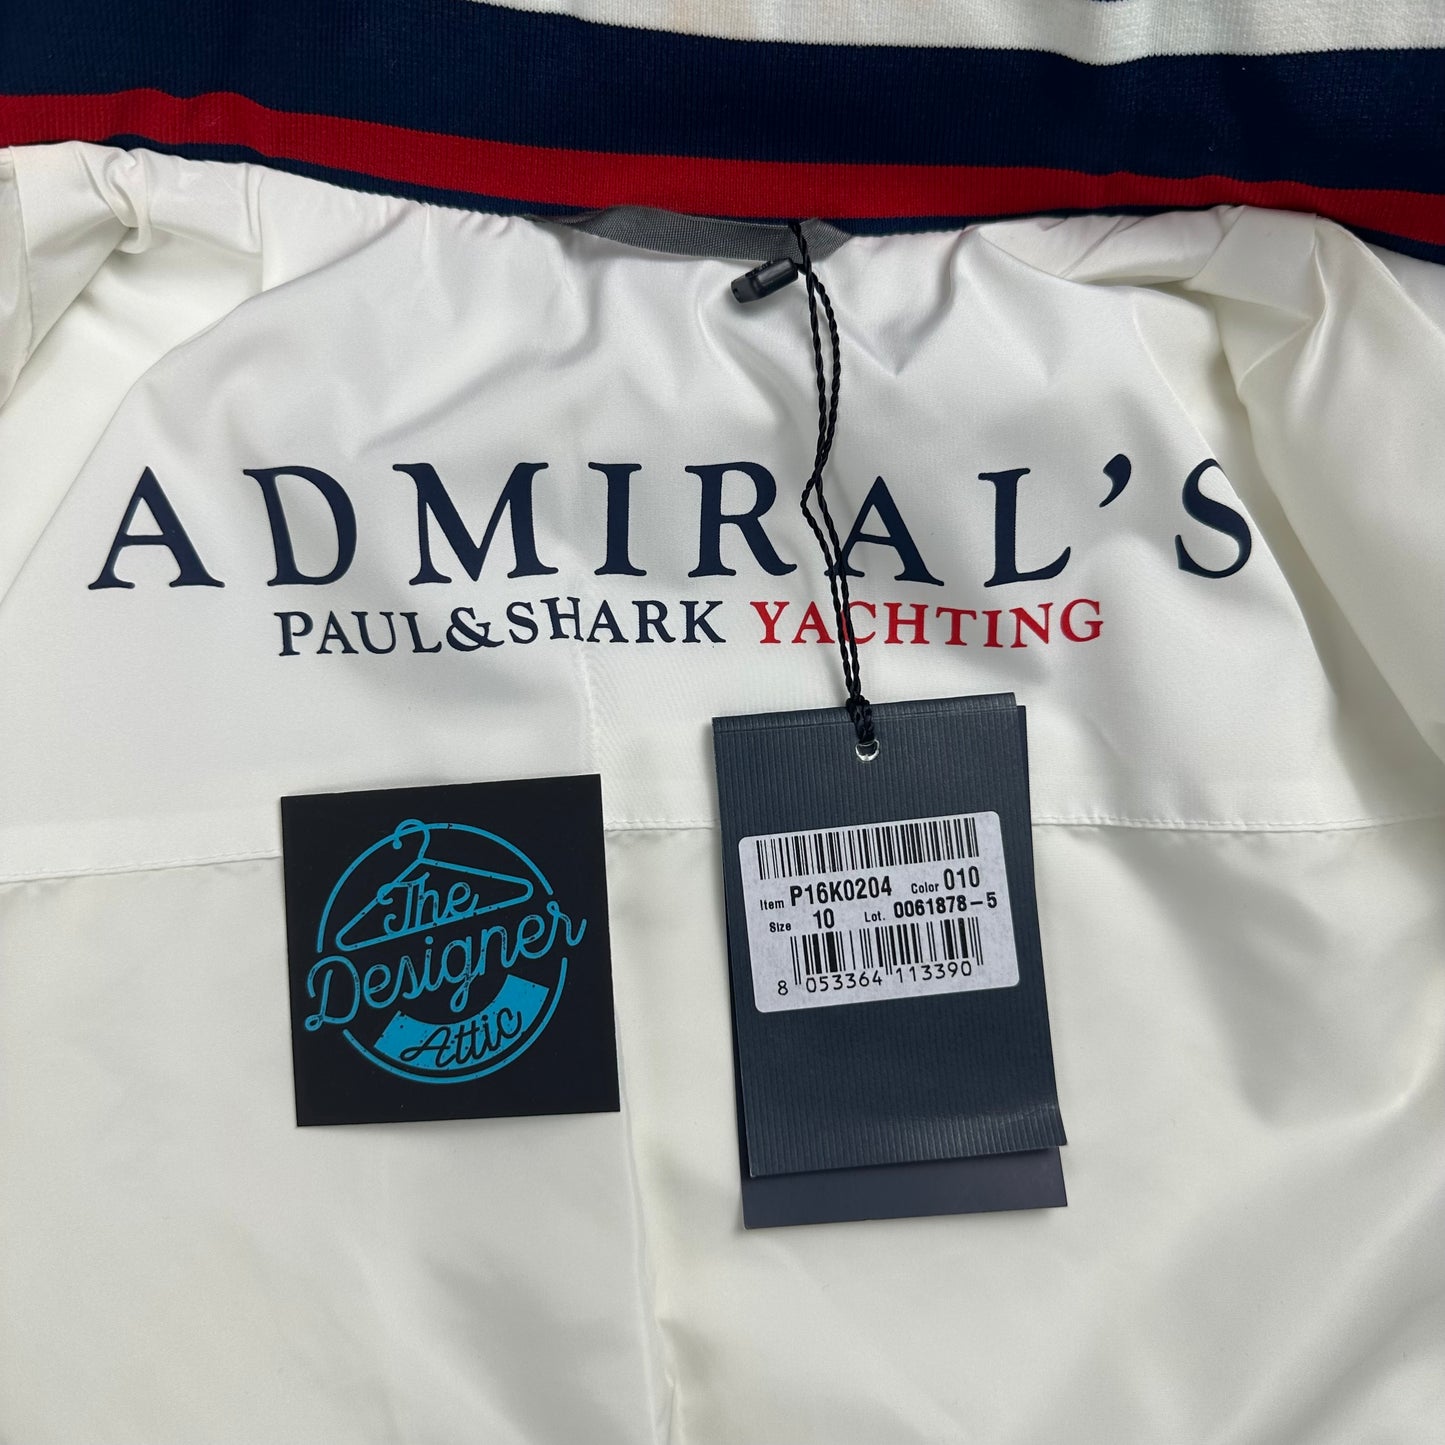 ADMIRAL'S
PAUL&SHARK YACHTING
The
Designer
Attic
Item P16K0204 Color 010
Size 10 Lot. 0061878-5
8 053364 113390